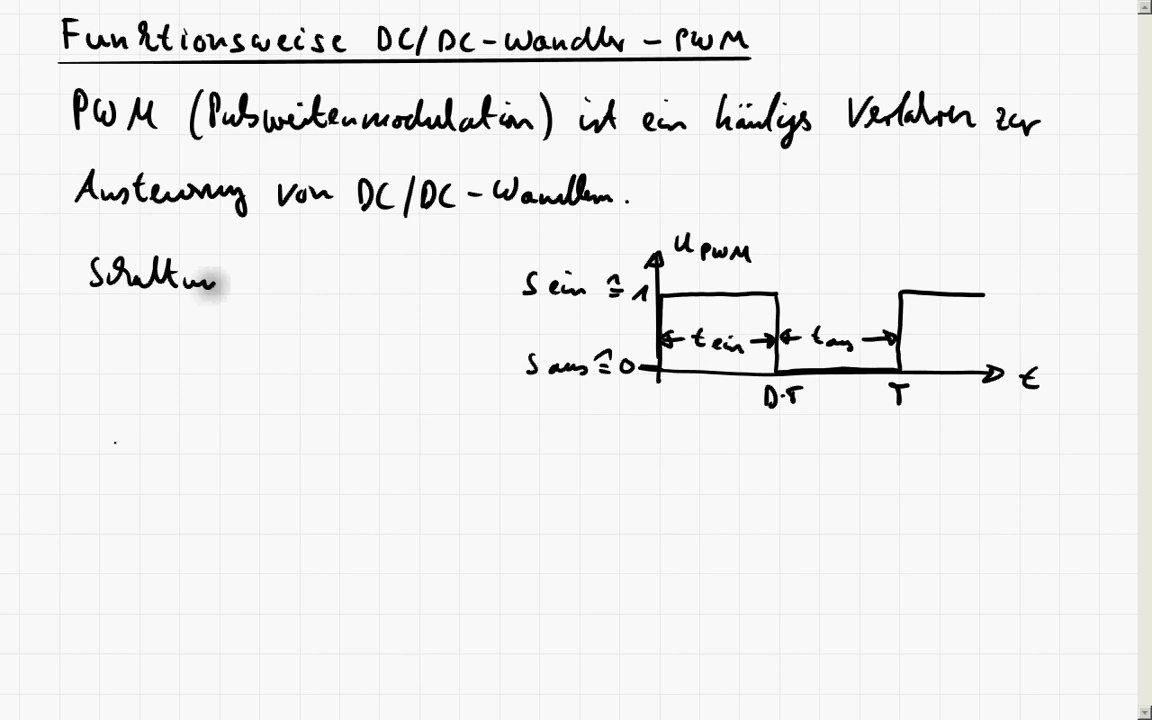 Funktionsweise DC/DC-Wandler - PWM
PWM (Pulsweitenmodulation) ist ein häufiges Verfahren zur
Ansteuerung von DC/DC-Wandlern.
Schaltun
u PWM
S ein ≙ 1
t ein
t aus
S aus ≙ 0
t
D·T
T